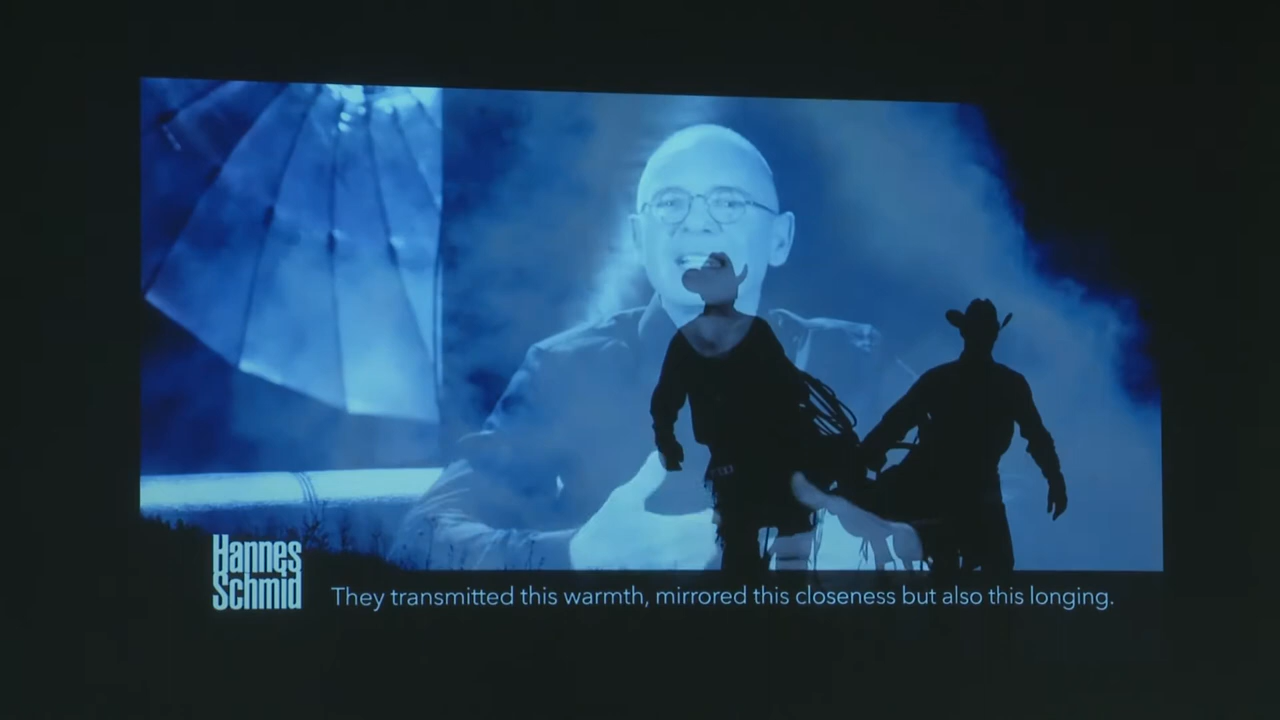 Hannes
Schmid
They transmitted this warmth, mirrored this closeness but also this longing.